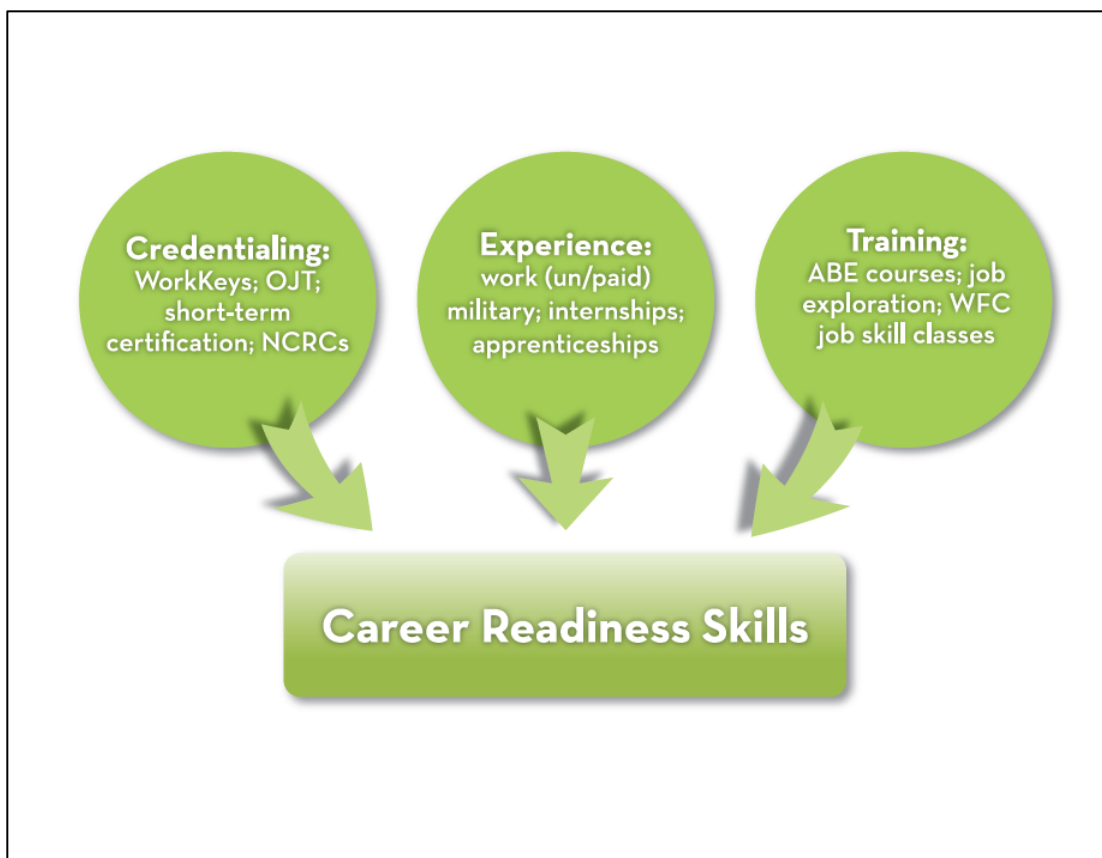 Credentialing:
WorkKeys; OJT;
short-term
certification; NCRCs
Experience:
work (un/paid)
military; internships;
apprenticeships
Training:
ABE courses; job
exploration; WFC
job skill classes
Career Readiness Skills